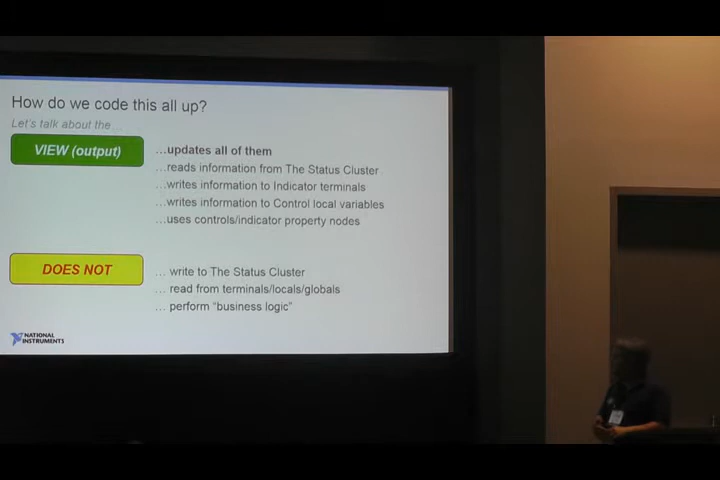 How do we code this all up?
Let's talk about the...
VIEW (output)
...updates all of them
...reads information from The Status Cluster
...writes information to Indicator terminals
...writes information to Control local variables
...uses controls/indicator property nodes
DOES NOT
... write to The Status Cluster
... read from terminals/locals/globals
... perform "business logic"
NATIONAL
INSTRUMENTS